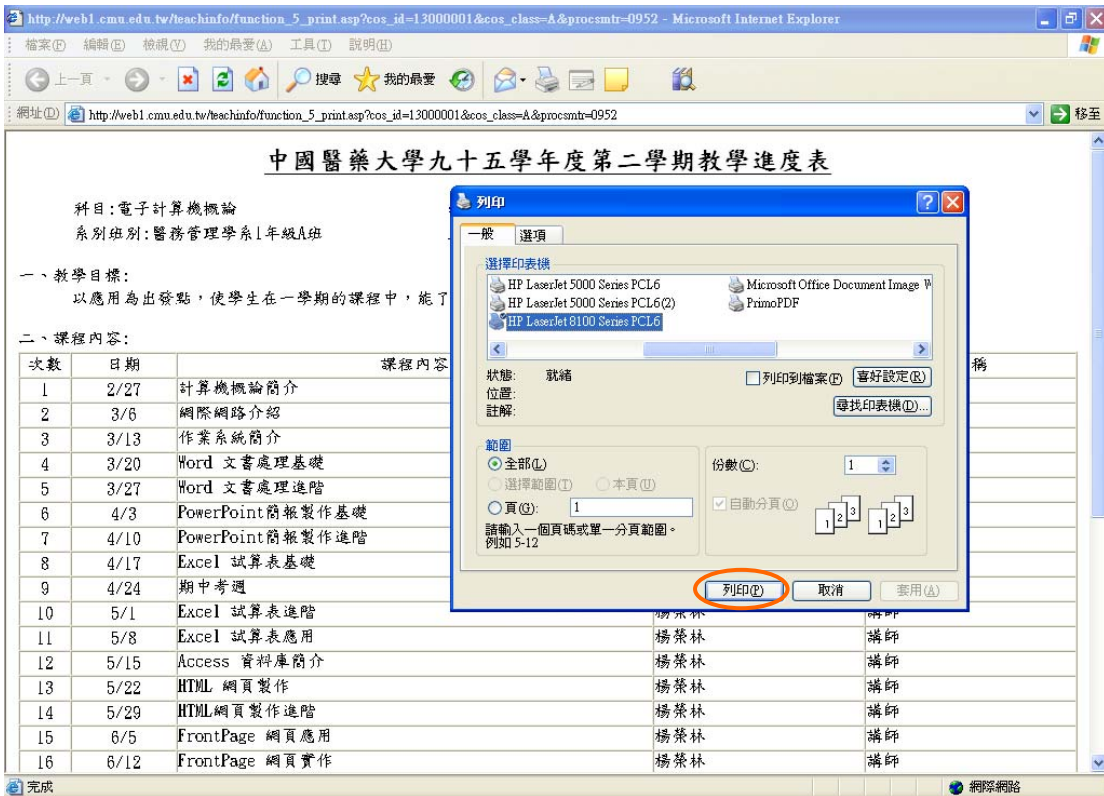 http://web1.cmu.edu.tw/teachinfo/function_5_print.asp?cos_id=13000001&cos_class=A&procsmtr=0952 - Microsoft Internet Explorer
檔案(F) 編輯(E) 檢視(V) 我的最愛(A) 工具(T) 說明(H)
上一頁 搜尋 我的最愛
網址(D) http://web1.cmu.edu.tw/teachinfo/function_5_print.asp?cos_id=13000001&cos_class=A&procsmtr=0952 移至
中國醫藥大學九十五學年度第二學期教學進度表
科目:電子計算機概論
系別班別:醫務管理學系1年級A班
一、教學目標:
以應用為出發點，使學生在一學期的課程中，能了
二、課程內容:
次數 日期 課程內容 稱
1 2/27 計算機概論簡介
2 3/6 網際網路介紹
3 3/13 作業系統簡介
4 3/20 Word 文書處理基礎
5 3/27 Word 文書處理進階
6 4/3 PowerPoint簡報製作基礎
7 4/10 PowerPoint簡報製作進階
8 4/17 Excel 試算表基礎
9 4/24 期中考週
10 5/1 Excel 試算表進階 楊榮林 講師
11 5/8 Excel 試算表應用 楊榮林 講師
12 5/15 Access 資料庫簡介 楊榮林 講師
13 5/22 HTML 網頁製作 楊榮林 講師
14 5/29 HTML網頁製作進階 楊榮林 講師
15 6/5 FrontPage 網頁應用 楊榮林 講師
16 6/12 FrontPage 網頁實作 楊榮林 講師
列印
一般 選項
選擇印表機
HP LaserJet 5000 Series PCL6 Microsoft Office Document Image W
HP LaserJet 5000 Series PCL6(2) PrimoPDF
HP LaserJet 8100 Series PCL6
狀態: 就緒 列印到檔案(F) 喜好設定(R)
位置:
註解: 尋找印表機(D)...
範圍
全部(L) 份數(C): 1
選擇範圍(T) 本頁(U)
頁(G): 1 自動分頁(O)
1 2 3 1 2 3
請輸入一個頁碼或單一分頁範圍。
例如 5-12
列印(P) 取消 套用(A)
完成 網際網路